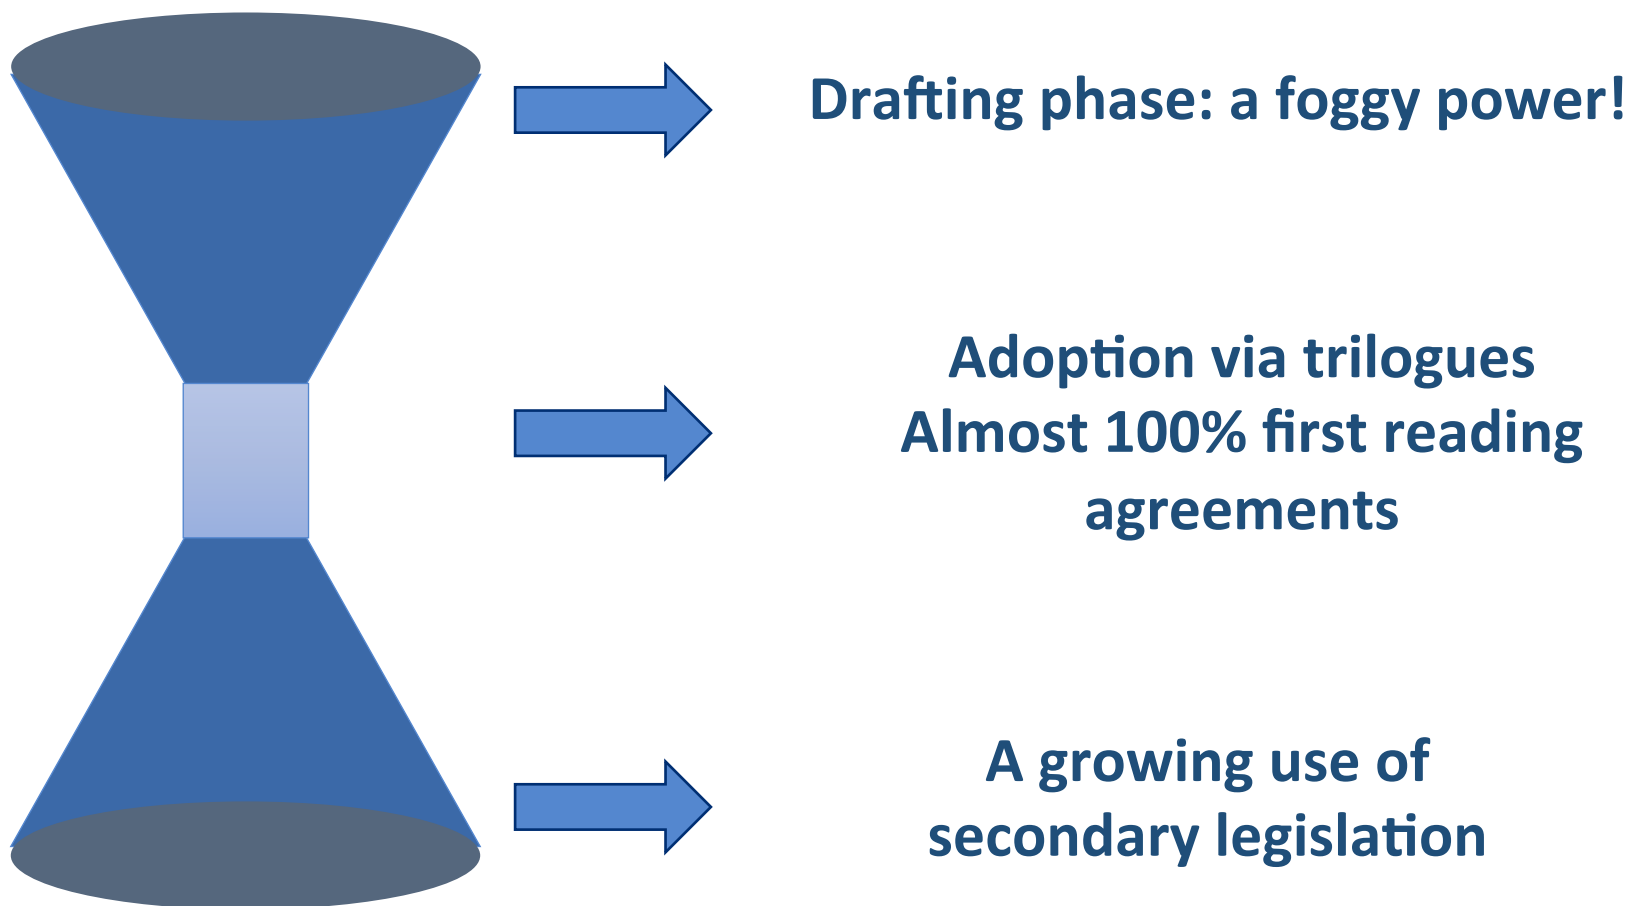 Drafting phase: a foggy power!
Adoption via trilogues
Almost 100% first reading
agreements
A growing use of
secondary legislation